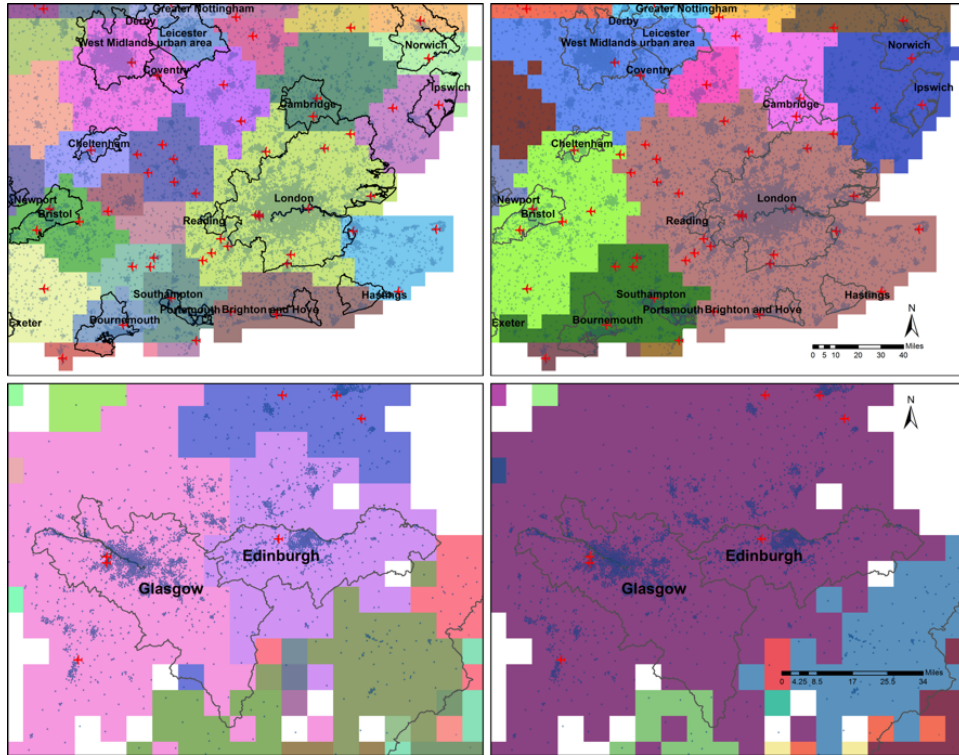 Greater Nottingham
Derby
Leicester
West Midlands urban area
Norwich
Coventry
Ipswich
Cambridge
Cheltenham
Newport
Bristol
London
Reading
Southampton
Hastings
Portsmouth Brighton and Hove
Bournemouth
Exeter
Greater Nottingham
Derby
Leicester
West Midlands urban area
Norwich
Coventry
Ipswich
Cambridge
Cheltenham
Newport
Bristol
London
Reading
Southampton
Hastings
Portsmouth Brighton and Hove
Bournemouth
Exeter
N
Miles
0 5 10 20 30 40
Edinburgh
Glasgow
N
Edinburgh
Glasgow
Miles
0 4.25 8.5 17 25.5 34